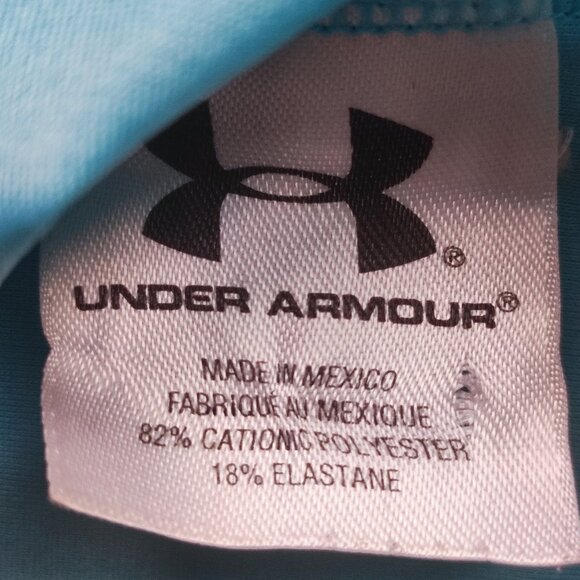 ®
UNDER ARMOUR®
MADE IN MEXICO
FABRIQUÉ AU MEXIQUE
82% CATIONIC POLYESTER
18% ELASTANE